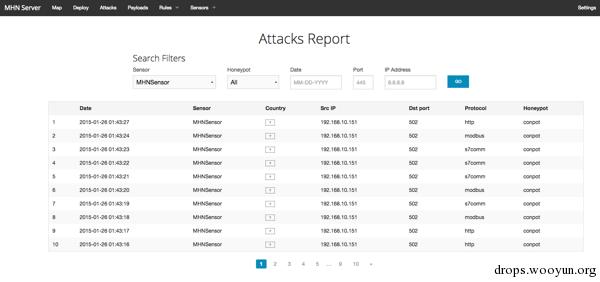 MHN Server Map Deploy Attacks Payloads Rules Sensors Settings
Attacks Report
Search Filters
Sensor Honeypot Date Port IP Address
MHNSensor All MM-DD-YYYY 445 8.8.8.8 GO
Date Sensor Country Src IP Dst port Protocol Honeypot
1 2015-01-26 01:43:27 MHNSensor 192.168.10.151 502 http conpot
2 2015-01-26 01:43:24 MHNSensor 192.168.10.151 502 modbus conpot
3 2015-01-26 01:43:23 MHNSensor 192.168.10.151 502 s7comm conpot
4 2015-01-26 01:43:22 MHNSensor 192.168.10.151 502 s7comm conpot
5 2015-01-26 01:43:21 MHNSensor 192.168.10.151 502 s7comm conpot
6 2015-01-26 01:43:20 MHNSensor 192.168.10.151 502 modbus conpot
7 2015-01-26 01:43:19 MHNSensor 192.168.10.151 502 s7comm conpot
8 2015-01-26 01:43:18 MHNSensor 192.168.10.151 502 modbus conpot
9 2015-01-26 01:43:17 MHNSensor 192.168.10.151 502 http conpot
10 2015-01-26 01:43:16 MHNSensor 192.168.10.151 502 http conpot
1 2 3 4 5 ... 9 10 »
drops.wooyun.org